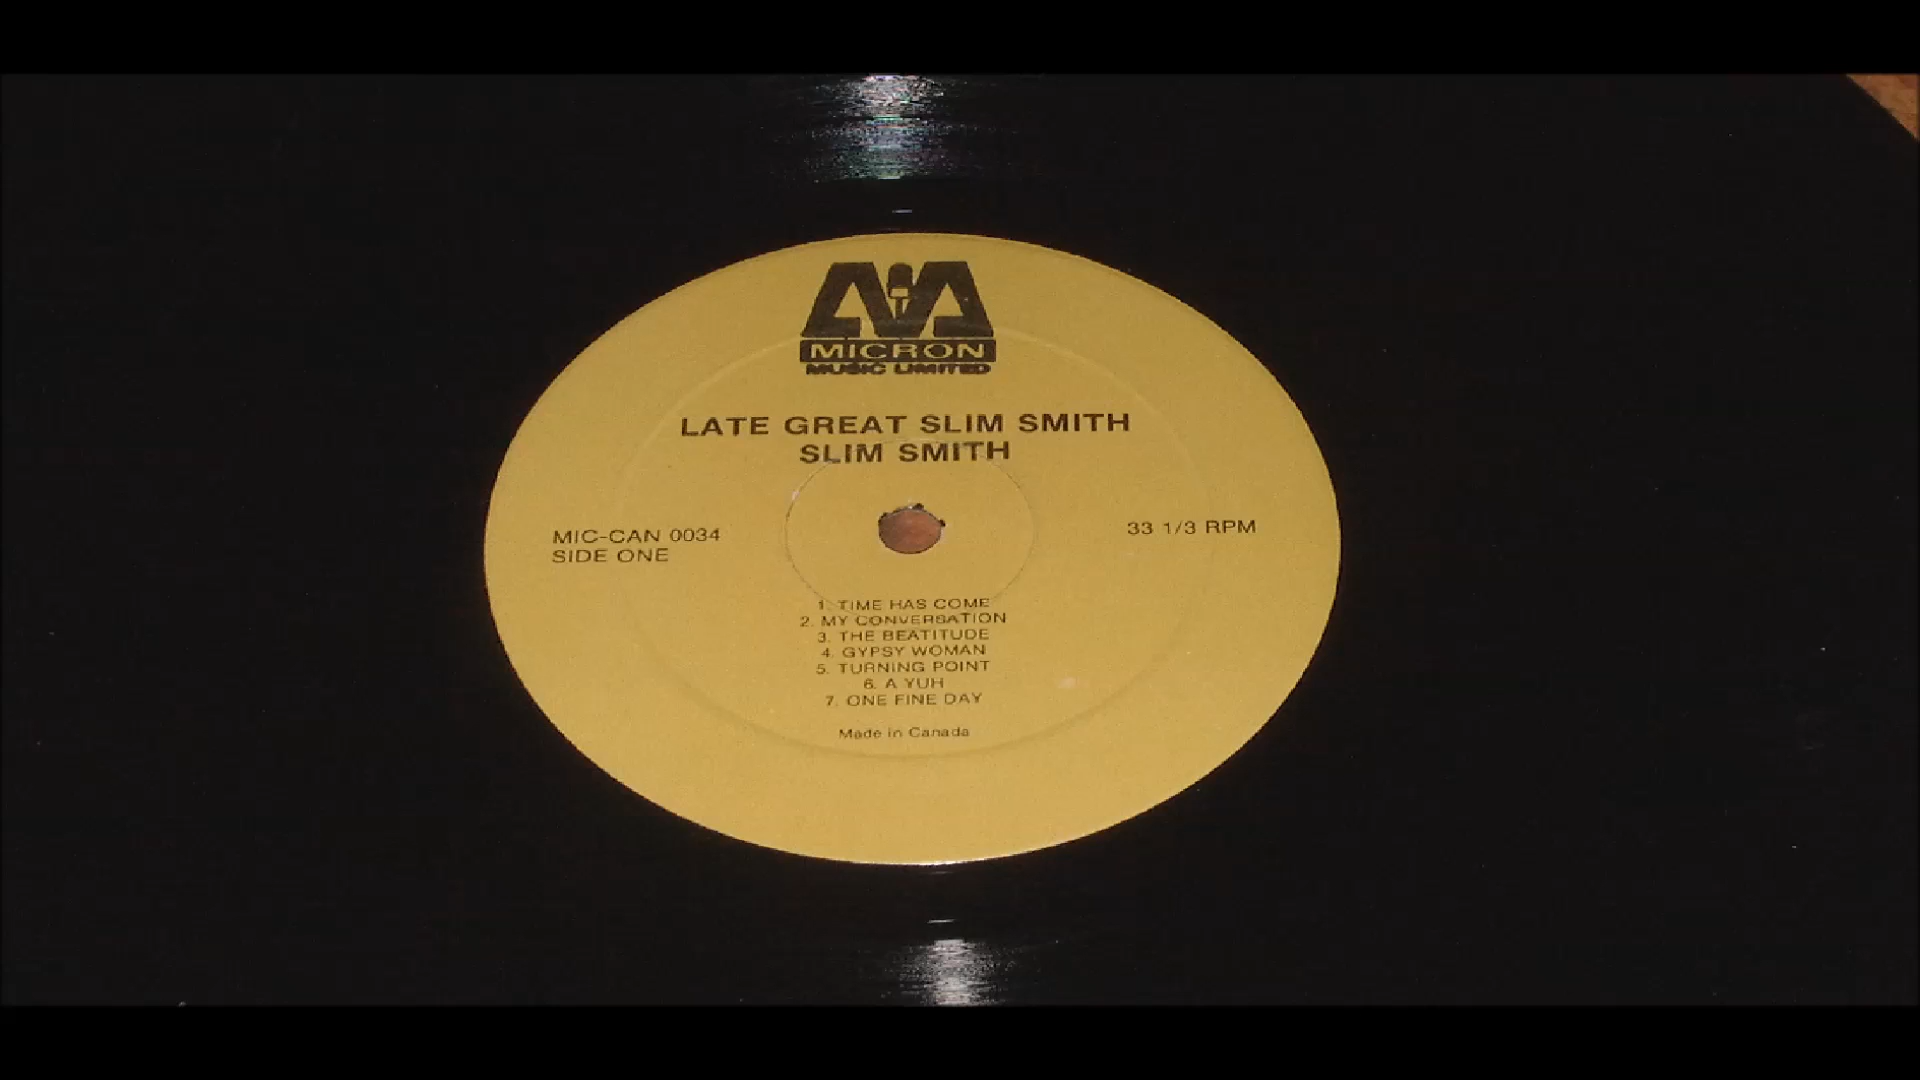 MICRON
MUSIC LIMITED
LATE GREAT SLIM SMITH
SLIM SMITH
MIC-CAN 0034
SIDE ONE
33 1/3 RPM
1. TIME HAS COME
2. MY CONVERSATION
3. THE BEATITUDE
4. GYPSY WOMAN
5. TURNING POINT
6. A YUH
7. ONE FINE DAY
Made in Canada